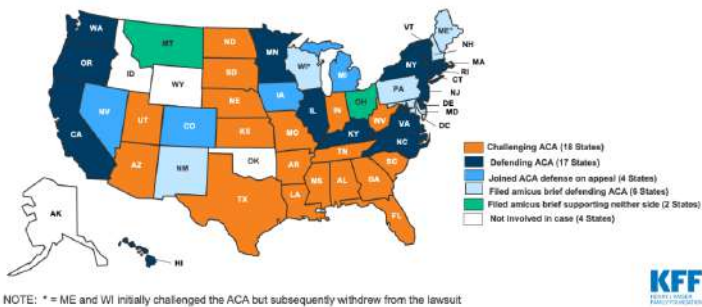 WA
OR
CA
NV
ID
MT
WY
UT
AZ
CO
NM
ND
SD
NE
KS
OK
TX
MN
IA
MO
AR
LA
WI*
IL
MI
IN
OH
KY
TN
MS
AL
GA
FL
SC
NC
VA
WV
PA
NY
VT
ME*
NH
MA
RI
CT
NJ
DE
MD
DC
AK
HI
Challenging ACA (18 States)
Defending ACA (17 States)
Joined ACA defense on appeal (4 States)
Filed amicus brief defending ACA (6 States)
Filed amicus brief supporting neither side (2 States)
Not involved in case (4 States)
NOTE: * = ME and WI initially challenged the ACA but subsequently withdrew from the lawsuit
KFF
HENRY J KAISER
FAMILY FOUNDATION